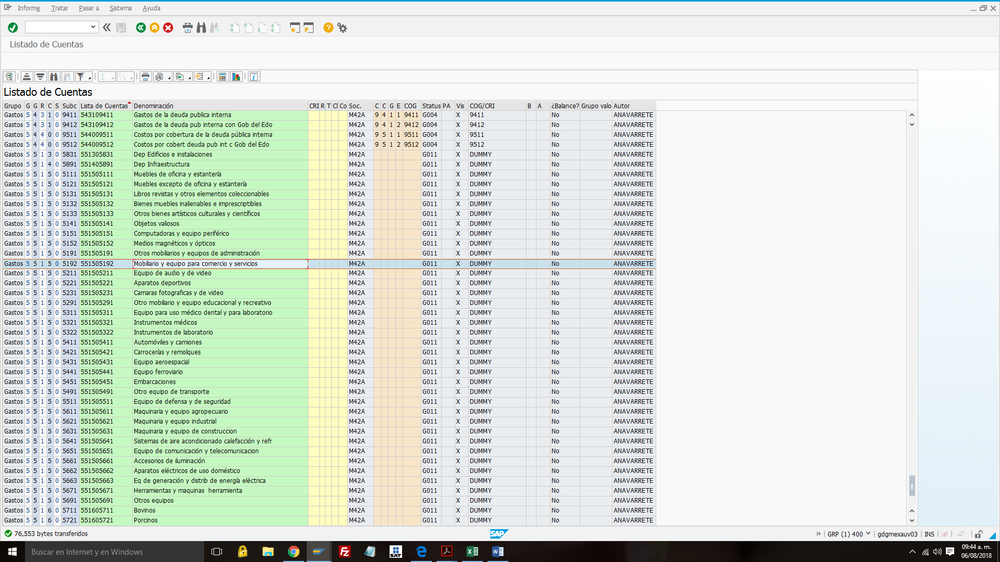 Informe Tratar Pasar a Sistema Ayuda
Listado de Cuentas
Listado de Cuentas
Grupo G G R C S Subc Lista de Cuentas Denominación CRI R T Cl Co Soc. C C G E COG Status PA Vis COG/CRI B A ¿Balance? Grupo valo Autor
Gastos 5 4 3 1 0 9411 543109411 Gastos de la deuda publica interna M42A 9 4 1 1 9411 G004 X 9411 No ANAVARRETE
Gastos 5 4 3 1 0 9412 543109412 Gastos de la deuda pub interna con Gob del Edo M42A 9 4 1 2 9412 G004 X 9412 No ANAVARRETE
Gastos 5 4 4 0 0 9511 544009511 Costos por cobertura de la deuda pública interna M42A 9 5 1 1 9511 G004 X 9511 No ANAVARRETE
Gastos 5 4 4 0 0 9512 544009512 Costos por cobert deuda pub int c Gob del Edo M42A 9 5 1 2 9512 G004 X 9512 No ANAVARRETE
Gastos 5 5 1 3 0 5831 551305831 Dep Edificios e instalaciones M42A G011 X DUMMY No ANAVARRETE
Gastos 5 5 1 4 0 5891 551405891 Dep Infraestructura M42A G011 X DUMMY No ANAVARRETE
Gastos 5 5 1 5 0 5111 551505111 Muebles de oficina y estantería M42A G011 X DUMMY No ANAVARRETE
Gastos 5 5 1 5 0 5121 551505121 Muebles excepto de oficina y estantería M42A G011 X DUMMY No ANAVARRETE
Gastos 5 5 1 5 0 5131 551505131 Libros revistas y otros elementos coleccionables M42A G011 X DUMMY No ANAVARRETE
Gastos 5 5 1 5 0 5132 551505132 Bienes muebles inalienables e imprescriptibles M42A G011 X DUMMY No ANAVARRETE
Gastos 5 5 1 5 0 5133 551505133 Otros bienes artísticos culturales y científicos M42A G011 X DUMMY No ANAVARRETE
Gastos 5 5 1 5 0 5141 551505141 Objetos valiosos M42A G011 X DUMMY No ANAVARRETE
Gastos 5 5 1 5 0 5151 551505151 Computadoras y equipo periférico M42A G011 X DUMMY No ANAVARRETE
Gastos 5 5 1 5 0 5152 551505152 Medios magnéticos y ópticos M42A G011 X DUMMY No ANAVARRETE
Gastos 5 5 1 5 0 5191 551505191 Otros mobiliarios y equipos de administración M42A G011 X DUMMY No ANAVARRETE
Gastos 5 5 1 5 0 5192 551505192 Mobiliario y equipo para comercio y servicios M42A G011 X DUMMY No ANAVARRETE
Gastos 5 5 1 5 0 5211 551505211 Equipo de audio y de video M42A G011 X DUMMY No ANAVARRETE
Gastos 5 5 1 5 0 5221 551505221 Aparatos deportivos M42A G011 X DUMMY No ANAVARRETE
Gastos 5 5 1 5 0 5231 551505231 Camaras fotograficas y de video M42A G011 X DUMMY No ANAVARRETE
Gastos 5 5 1 5 0 5291 551505291 Otro mobiliario y equipo educacional y recreativo M42A G011 X DUMMY No ANAVARRETE
Gastos 5 5 1 5 0 5311 551505311 Equipo para uso médico dental y para laboratorio M42A G011 X DUMMY No ANAVARRETE
Gastos 5 5 1 5 0 5321 551505321 Instrumentos médicos M42A G011 X DUMMY No ANAVARRETE
Gastos 5 5 1 5 0 5322 551505322 Instrumentos de laboratorio M42A G011 X DUMMY No ANAVARRETE
Gastos 5 5 1 5 0 5411 551505411 Automóviles y camiones M42A G011 X DUMMY No ANAVARRETE
Gastos 5 5 1 5 0 5421 551505421 Carrocerías y remolques M42A G011 X DUMMY No ANAVARRETE
Gastos 5 5 1 5 0 5431 551505431 Equipo aeroespacial M42A G011 X DUMMY No ANAVARRETE
Gastos 5 5 1 5 0 5441 551505441 Equipo ferroviario M42A G011 X DUMMY No ANAVARRETE
Gastos 5 5 1 5 0 5451 551505451 Embarcaciones M42A G011 X DUMMY No ANAVARRETE
Gastos 5 5 1 5 0 5491 551505491 Otro equipo de transporte M42A G011 X DUMMY No ANAVARRETE
Gastos 5 5 1 5 0 5511 551505511 Equipo de defensa y de seguridad M42A G011 X DUMMY No ANAVARRETE
Gastos 5 5 1 5 0 5611 551505611 Maquinaria y equipo agropecuario M42A G011 X DUMMY No ANAVARRETE
Gastos 5 5 1 5 0 5621 551505621 Maquinaria y equipo industrial M42A G011 X DUMMY No ANAVARRETE
Gastos 5 5 1 5 0 5631 551505631 Maquinaria y equipo de construccion M42A G011 X DUMMY No ANAVARRETE
Gastos 5 5 1 5 0 5641 551505641 Sistemas de aire acondicionado calefacción y refr M42A G011 X DUMMY No ANAVARRETE
Gastos 5 5 1 5 0 5651 551505651 Equipo de comunicación y telecomunicacion M42A G011 X DUMMY No ANAVARRETE
Gastos 5 5 1 5 0 5661 551505661 Accesorios de iluminación M42A G011 X DUMMY No ANAVARRETE
Gastos 5 5 1 5 0 5662 551505662 Aparatos eléctricos de uso doméstico M42A G011 X DUMMY No ANAVARRETE
Gastos 5 5 1 5 0 5663 551505663 Eq de generación y distrib de energía eléctrica M42A G011 X DUMMY No ANAVARRETE
Gastos 5 5 1 5 0 5671 551505671 Herramientas y maquinas herramienta M42A G011 X DUMMY No ANAVARRETE
Gastos 5 5 1 5 0 5691 551505691 Otros equipos M42A G011 X DUMMY No ANAVARRETE
Gastos 5 5 1 6 0 5711 551605711 Bovinos M42A G011 X DUMMY No ANAVARRETE
Gastos 5 5 1 6 0 5721 551605721 Porcinos M42A G011 X DUMMY No ANAVARRETE
76,553 bytes transferidos SAP » GRP (1) 400 gdgmexauv03 INS
Buscar en Internet y en Windows SAT 09:44 a. m.
06/08/2018